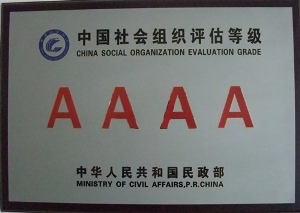 中国社会组织评估等级
CHINA SOCIAL ORGANIZATION EVALUATION GRADE
AAAA
中华人民共和国民政部
MINISTRY OF CIVIL AFFAIRS,P.R.CHINA